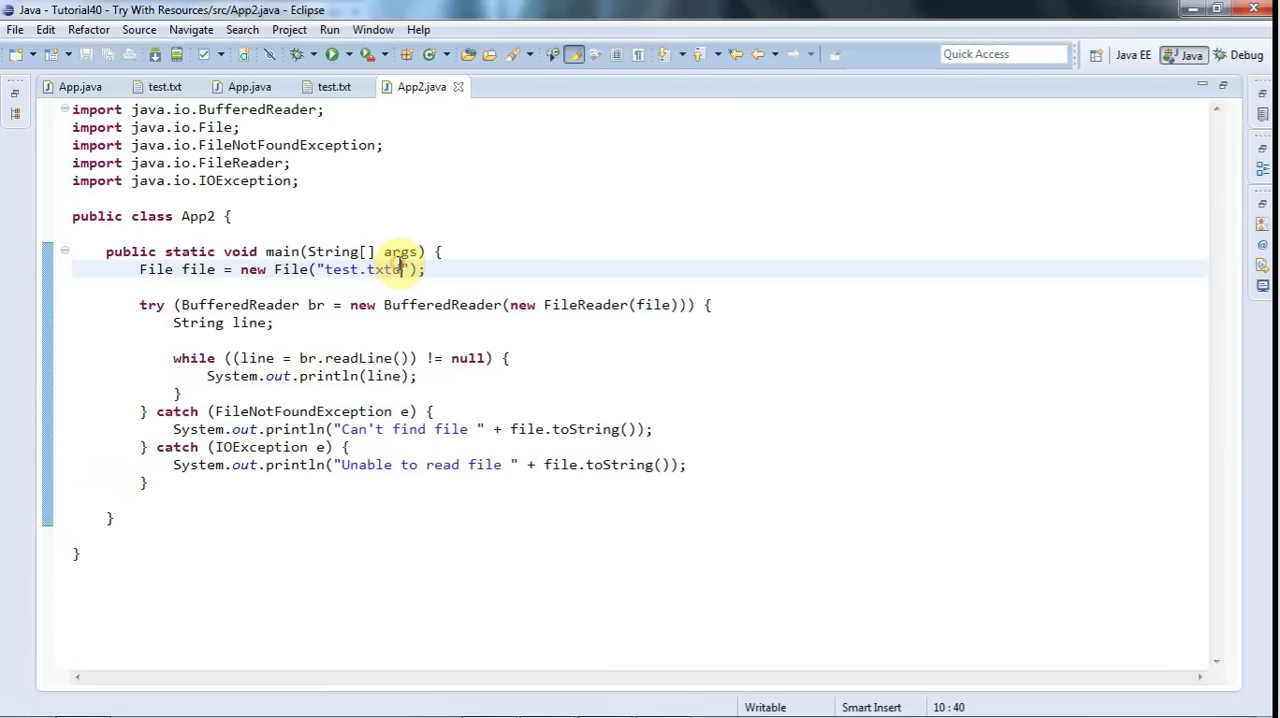 Java - Tutorial40 - Try With Resources/src/App2.java - Eclipse
File Edit Refactor Source Navigate Search Project Run Window Help
Quick Access Java EE Java Debug
App.java test.txt App.java test.txt App2.java
import java.io.BufferedReader;
import java.io.File;
import java.io.FileNotFoundException;
import java.io.FileReader;
import java.io.IOException;
public class App2 {
public static void main(String[] args) {
File file = new File(
try (BufferedReader br = new BufferedReader(new FileReader(file))) {
String line;
while ((line = br.readLine()) != null) {
System.out.println(line);
}
} catch (FileNotFoundException e) {
System.out.println("Can't find file " + file.toString());
} catch (IOException e) {
System.out.println("Unable to read file " + file.toString());
}
}
}
Writable Smart Insert 10 : 40